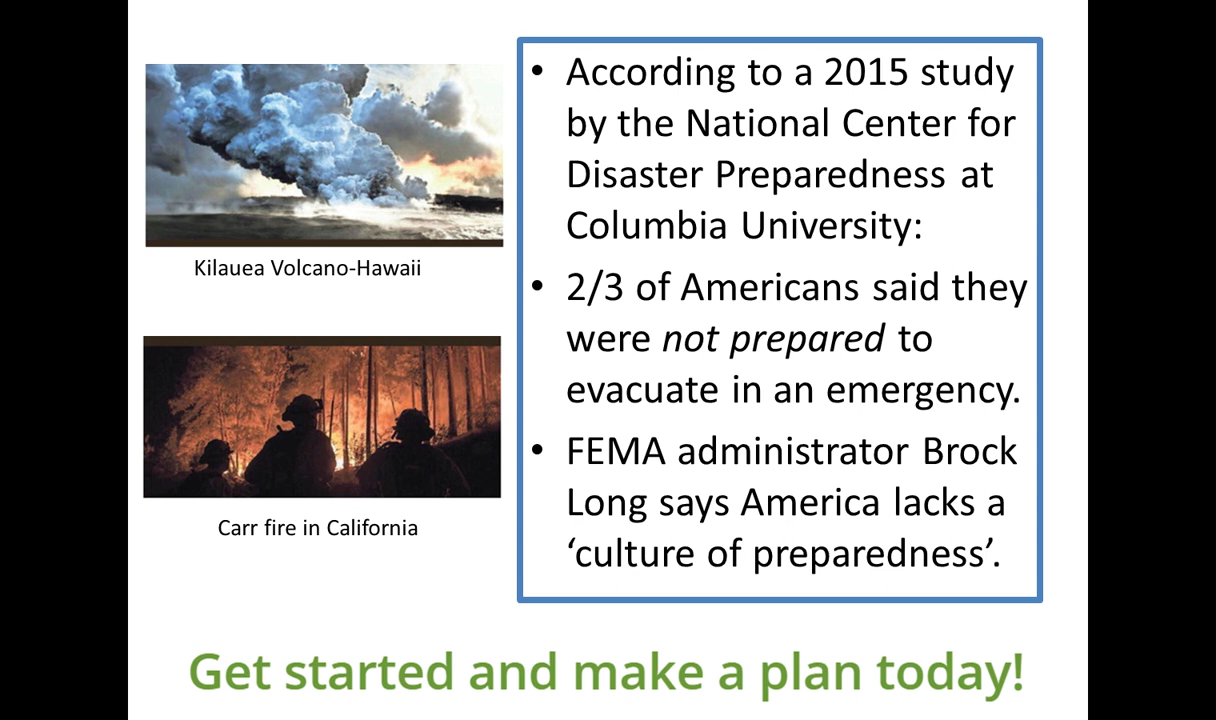 Kilauea Volcano-Hawaii
Carr fire in California
• According to a 2015 study
by the National Center for
Disaster Preparedness at
Columbia University:
• 2/3 of Americans said they
were not prepared to
evacuate in an emergency.
• FEMA administrator Brock
Long says America lacks a
‘culture of preparedness’.
Get started and make a plan today!